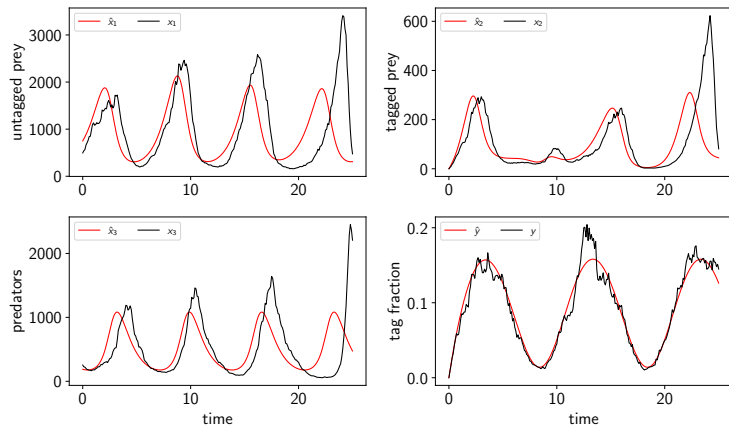 x̂₁ x₁
untagged prey
3000
2000
1000
0
0 10 20
x̂₂ x₂
tagged prey
600
400
200
0
0 10 20
x̂₃ x₃
predators
2000
1000
0
0 10 20
time
ŷ y
tag fraction
0.2
0.1
0.0
0 10 20
time